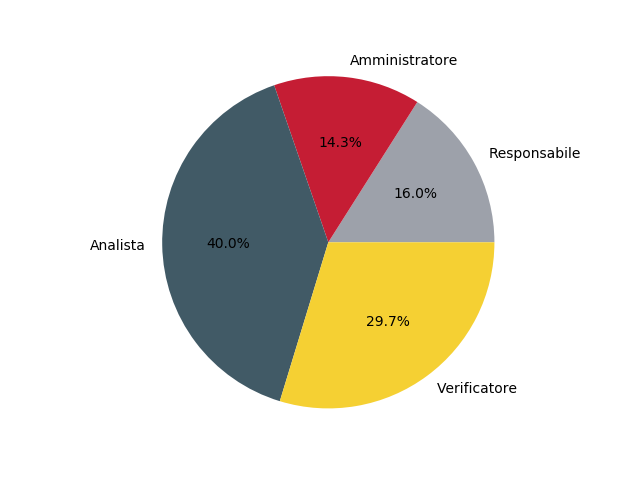 Amministratore
14.3%
Responsabile
16.0%
Analista
40.0%
29.7%
Verificatore